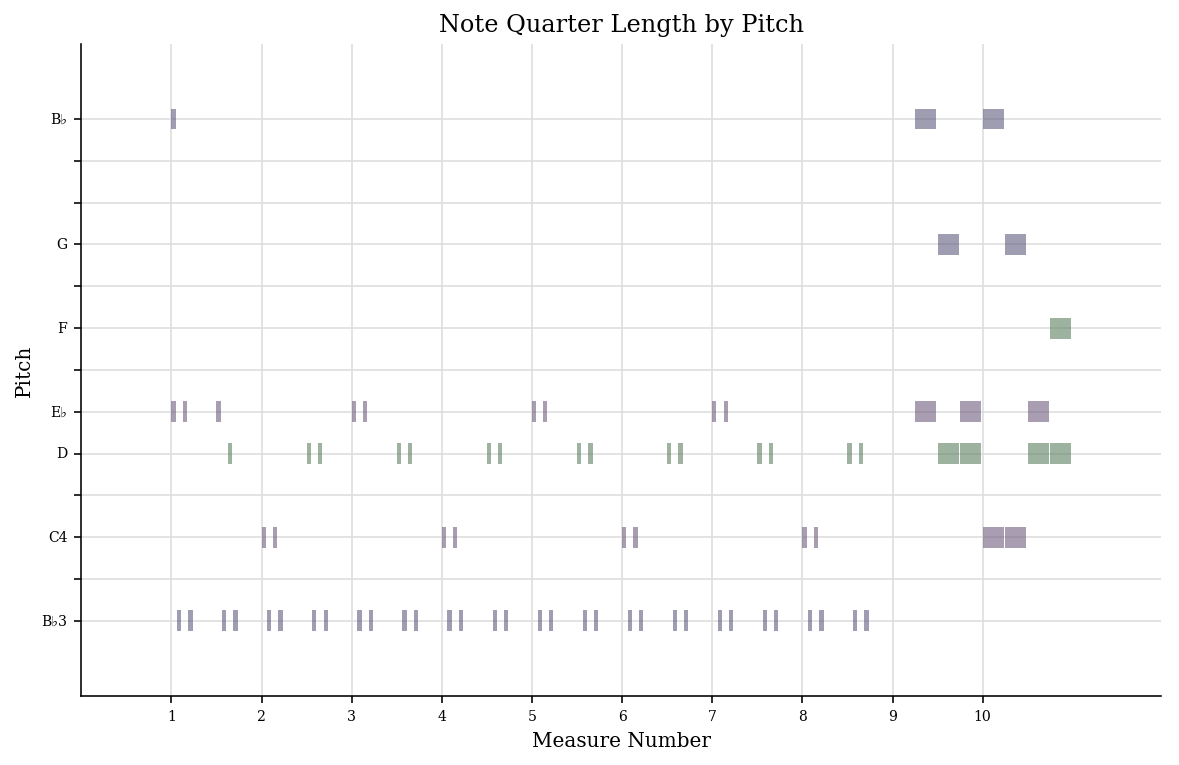 Note Quarter Length by Pitch
Pitch
B♭
G
F
E♭
D
C4
B♭3
1 2 3 4 5 6 7 8 9 10
Measure Number